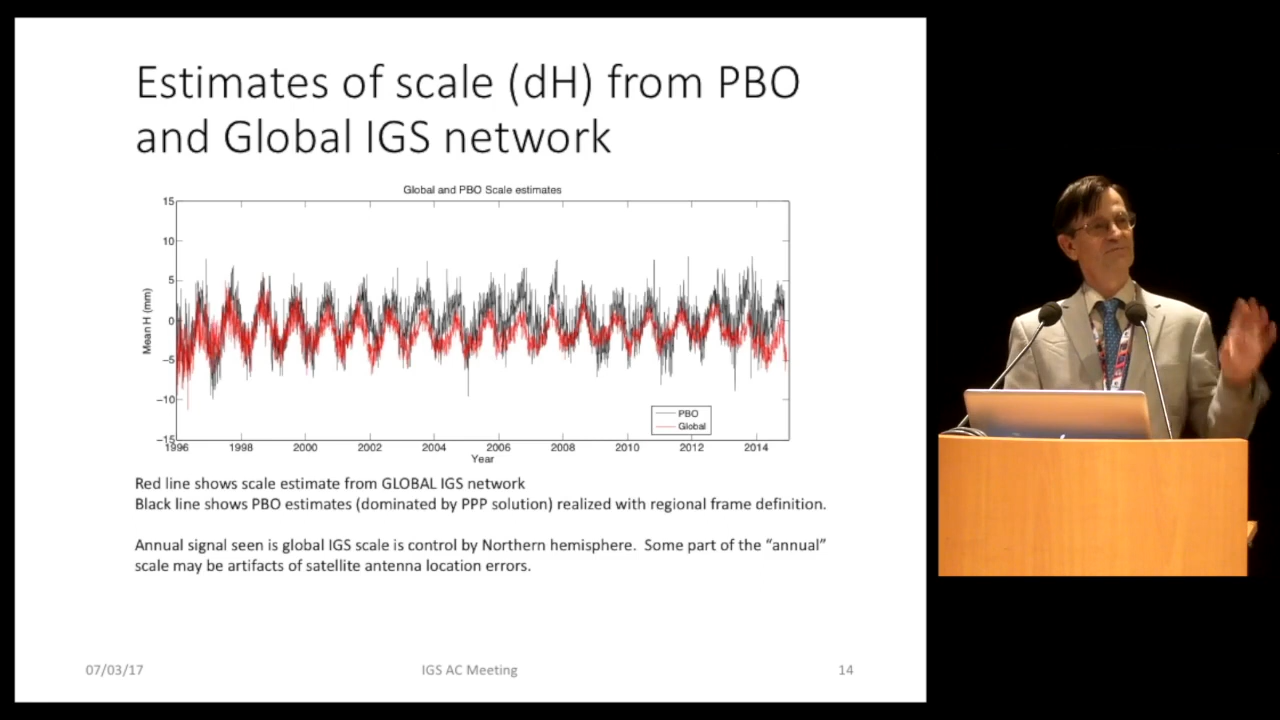 Estimates of scale (dH) from PBO
and Global IGS network
Global and PBO Scale estimates
15
10
5
0
−5
−10
−15
Mean H (mm)
1996 1998 2000 2002 2004 2006 2008 2010 2012 2014
Year
PBO
Global
Red line shows scale estimate from GLOBAL IGS network
Black line shows PBO estimates (dominated by PPP solution) realized with regional frame definition.
Annual signal seen is global IGS scale is control by Northern hemisphere. Some part of the “annual”
scale may be artifacts of satellite antenna location errors.
07/03/17 IGS AC Meeting 14